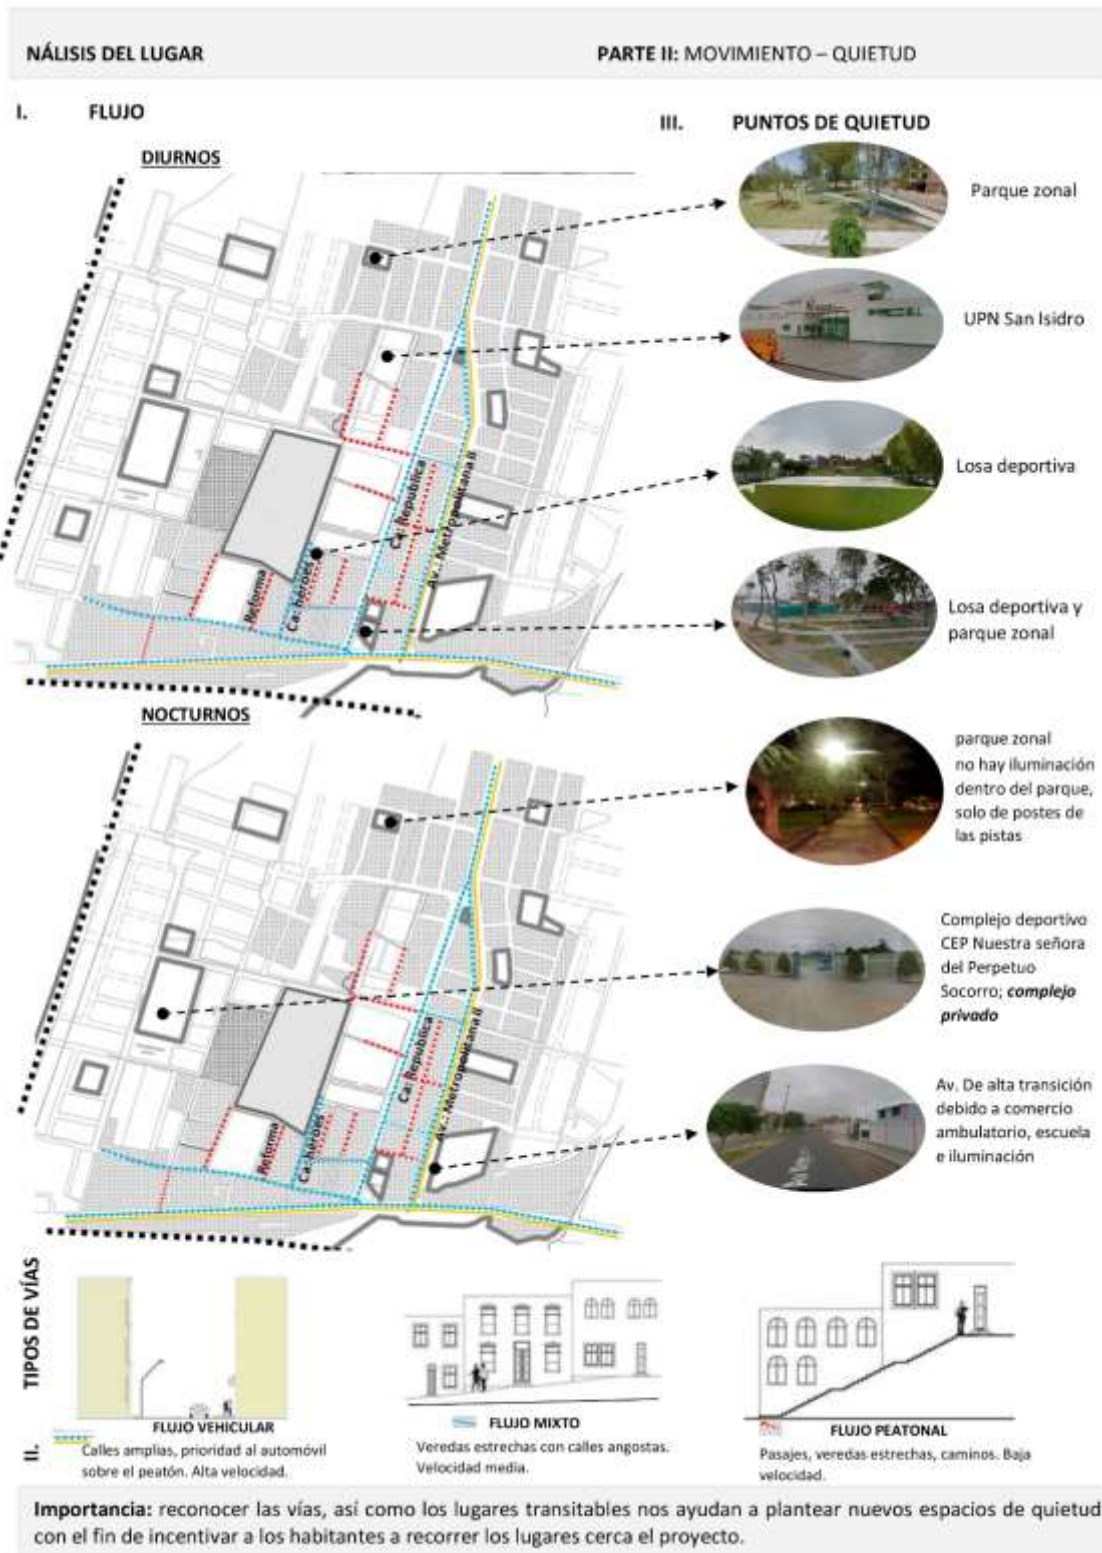 NÁLISIS DEL LUGAR
PARTE II: MOVIMIENTO – QUIETUD
I. FLUJO
III. PUNTOS DE QUIETUD
DIURNOS
Parque zonal
UPN San Isidro
Losa deportiva
Losa deportiva y
parque zonal
Ca: Republica
Av.: Metropolitana II
Ca: héroes
Reforma
NOCTURNOS
parque zonal
no hay iluminación
dentro del parque,
solo de postes de
las pistas
Complejo deportivo
CEP Nuestra señora
del Perpetuo
Socorro; complejo
privado
Av. De alta transición
debido a comercio
ambulatorio, escuela
e iluminación
Ca: Republica
Av.: Metropolitana II
Ca: héroes
Reforma
II. TIPOS DE VÍAS
FLUJO VEHICULAR
Calles amplias, prioridad al automóvil
sobre el peatón. Alta velocidad.
FLUJO MIXTO
Veredas estrechas con calles angostas.
Velocidad media.
FLUJO PEATONAL
Pasajes, veredas estrechas, caminos. Baja
velocidad.
Importancia: reconocer las vías, así como los lugares transitables nos ayudan a plantear nuevos espacios de quietud
con el fin de incentivar a los habitantes a recorrer los lugares cerca el proyecto.